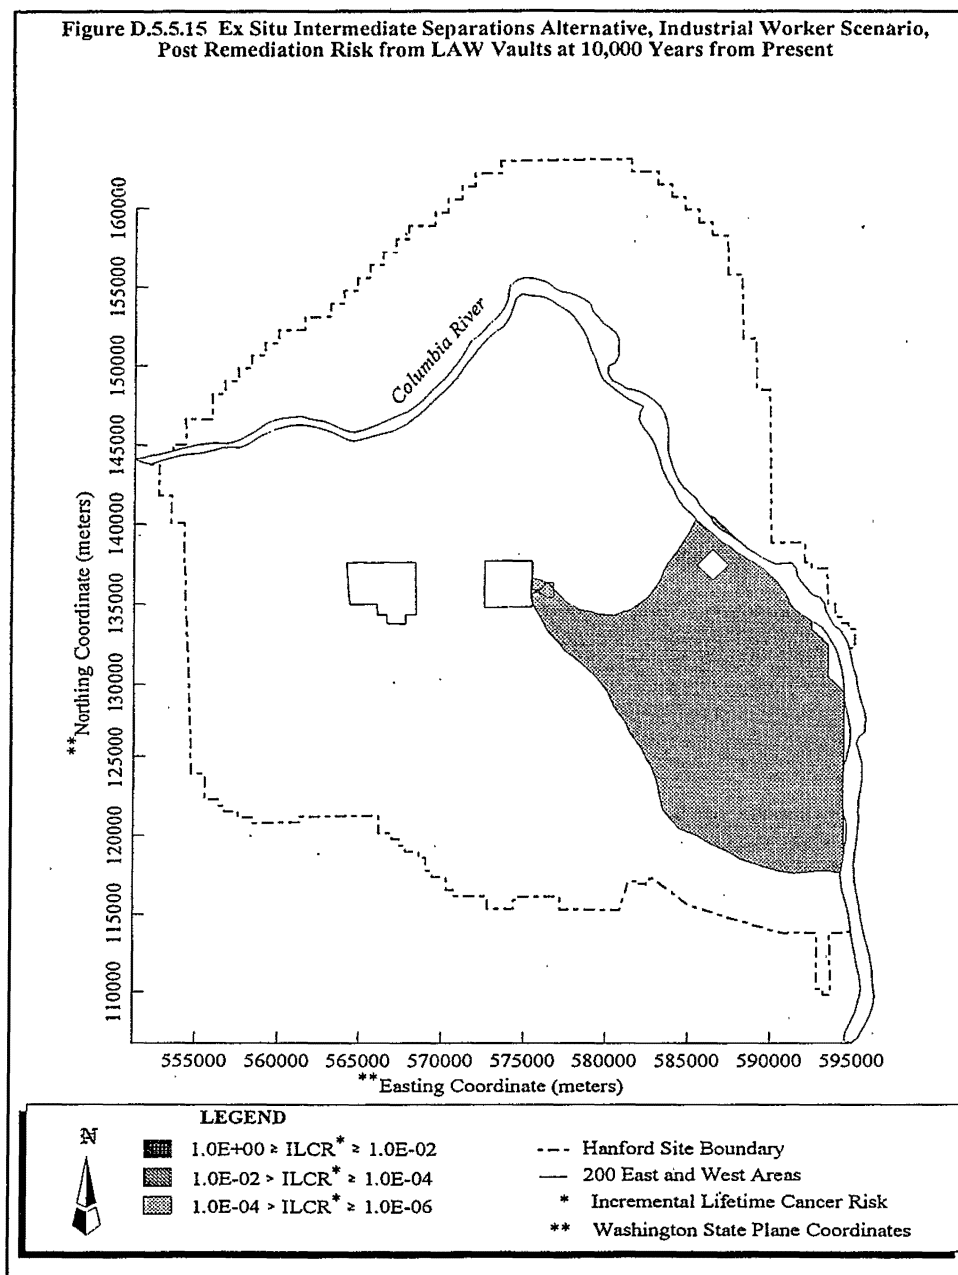 Figure D.5.5.15 Ex Situ Intermediate Separations Alternative, Industrial Worker Scenario,
Post Remediation Risk from LAW Vaults at 10,000 Years from Present
160000
155000
150000
145000
140000
135000
130000
125000
120000
115000
110000
**Northing Coordinate (meters)
Columbia River
555000 560000 565000 570000 575000 580000 585000 590000 595000
**Easting Coordinate (meters)
LEGEND
N
1.0E+00 ≥ ILCR* ≥ 1.0E-02
1.0E-02 > ILCR* ≥ 1.0E-04
1.0E-04 > ILCR* ≥ 1.0E-06
Hanford Site Boundary
200 East and West Areas
* Incremental Lifetime Cancer Risk
** Washington State Plane Coordinates